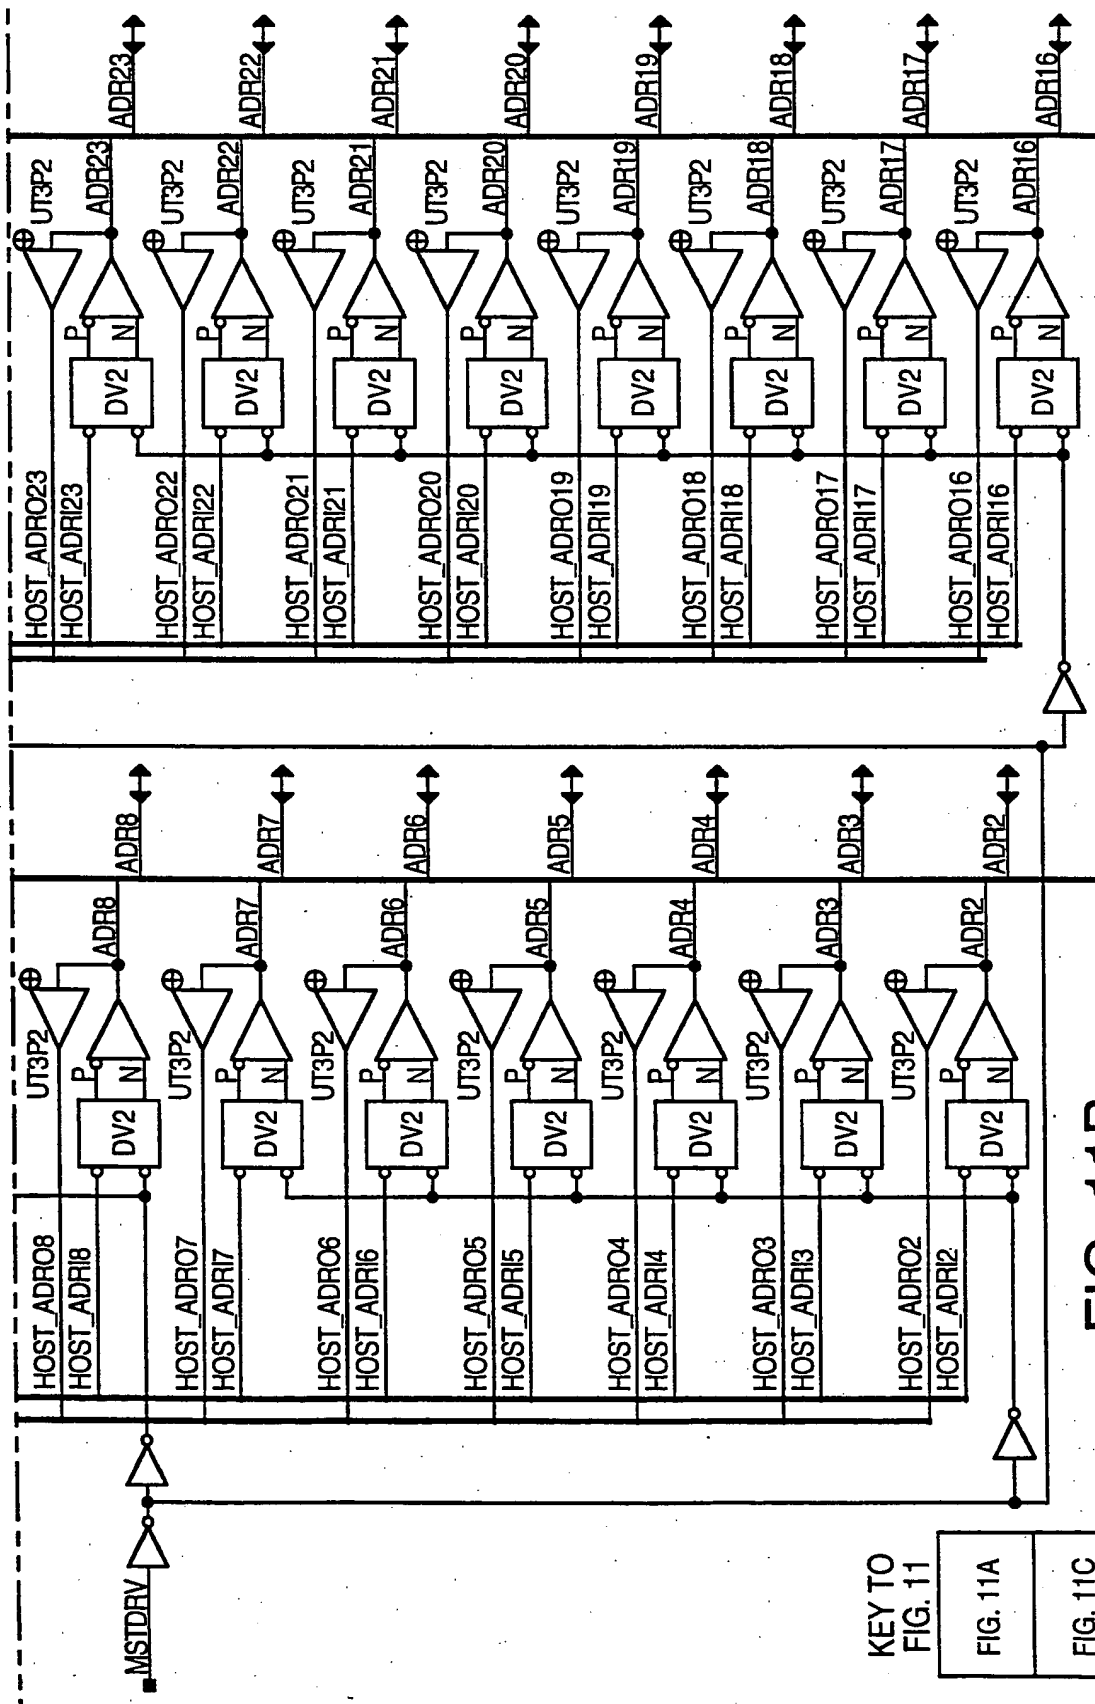 MSTDRV
HOST_ADRO8
HOST_ADRI8
UT3P2
DV2
P
N
ADR8
ADR8
HOST_ADRO7
HOST_ADRI7
UT3P2
DV2
P
N
ADR7
ADR7
HOST_ADRO6
HOST_ADRI6
UT3P2
DV2
P
N
ADR6
ADR6
HOST_ADRO5
HOST_ADRI5
UT3P2
DV2
P
N
ADR5
ADR5
HOST_ADRO4
HOST_ADRI4
UT3P2
DV2
P
N
ADR4
ADR4
HOST_ADRO3
HOST_ADRI3
UT3P2
DV2
P
N
ADR3
ADR3
HOST_ADRO2
HOST_ADRI2
UT3P2
DV2
P
N
ADR2
ADR2
HOST_ADRO23
HOST_ADRI23
DV2
P
N
UT3P2
ADR23
ADR23
HOST_ADRO22
HOST_ADRI22
DV2
P
N
UT3P2
ADR22
ADR22
HOST_ADRO21
HOST_ADRI21
DV2
P
N
UT3P2
ADR21
ADR21
HOST_ADRO20
HOST_ADRI20
DV2
P
N
UT3P2
ADR20
ADR20
HOST_ADRO19
HOST_ADRI19
DV2
P
N
UT3P2
ADR19
ADR19
HOST_ADRO18
HOST_ADRI18
DV2
P
N
UT3P2
ADR18
ADR18
HOST_ADRO17
HOST_ADRI17
DV2
P
N
UT3P2
ADR17
ADR17
HOST_ADRO16
HOST_ADRI16
DV2
P
N
UT3P2
ADR16
ADR16
KEY TO
FIG. 11
FIG. 11A
FIG. 11C